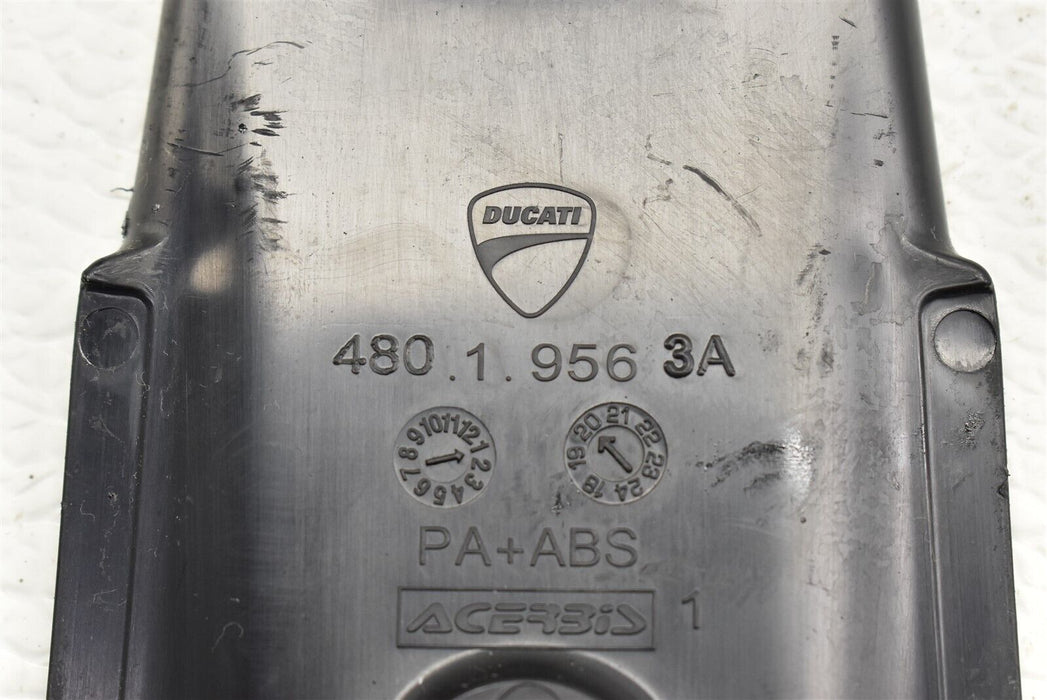 DUCATI
480.1.956 3A
1 2 3 4 5 6 7 8 9 10 11 12
18 19 20 21 22 23 24
PA+ABS
ACERBIS 1